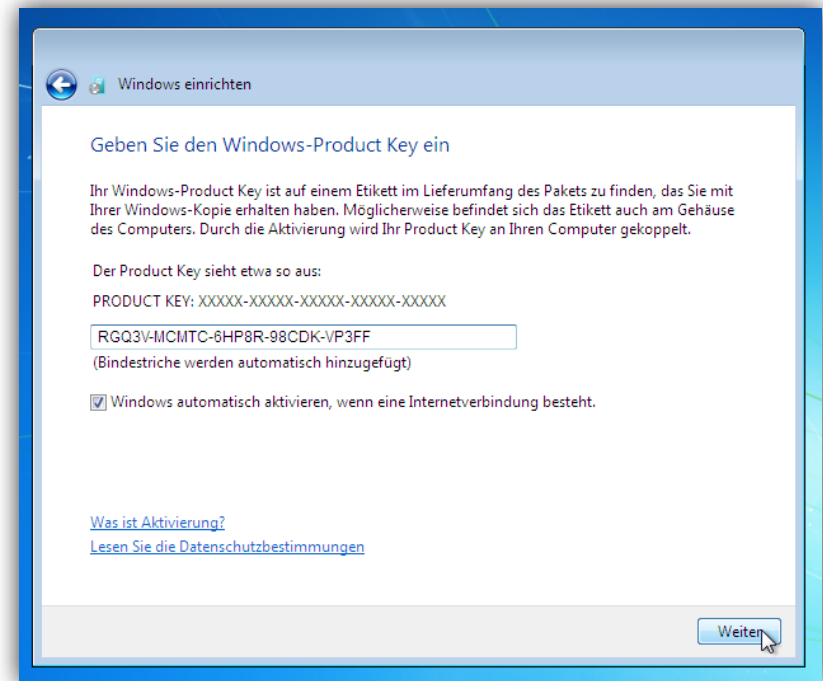 Windows einrichten
Geben Sie den Windows-Product Key ein
Ihr Windows-Product Key ist auf einem Etikett im Lieferumfang des Pakets zu finden, das Sie mit
Ihrer Windows-Kopie erhalten haben. Möglicherweise befindet sich das Etikett auch am Gehäuse
des Computers. Durch die Aktivierung wird Ihr Product Key an Ihren Computer gekoppelt.
Der Product Key sieht etwa so aus:
PRODUCT KEY: XXXXX-XXXXX-XXXXX-XXXXX-XXXXX
RGQ3V-MCMTC-6HP8R-98CDK-VP3FF
(Bindestriche werden automatisch hinzugefügt)
Windows automatisch aktivieren, wenn eine Internetverbindung besteht.
Was ist Aktivierung?
Lesen Sie die Datenschutzbestimmungen
Weiter